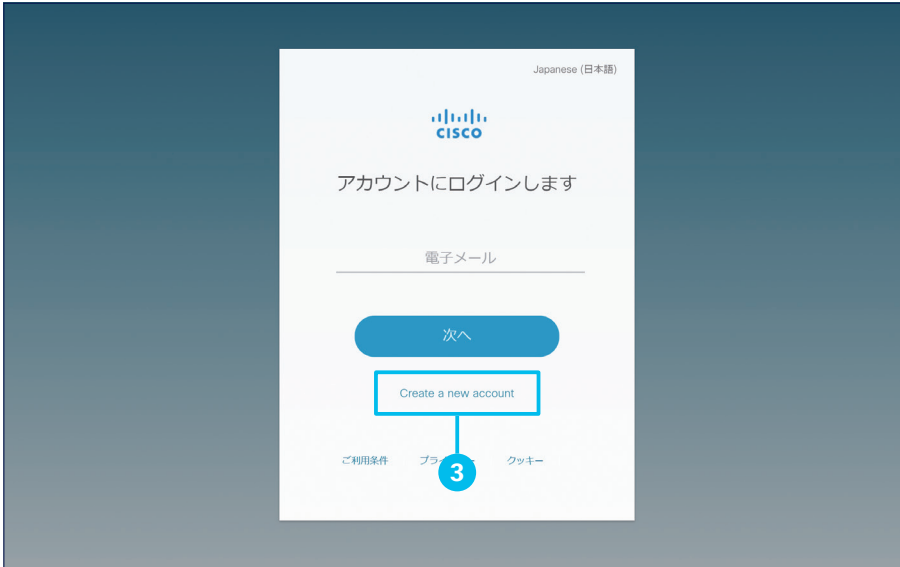 Japanese (日本語)
CISCO
アカウントにログインします
電子メール
次へ
Create a new account
ご利用条件 クッキー
3